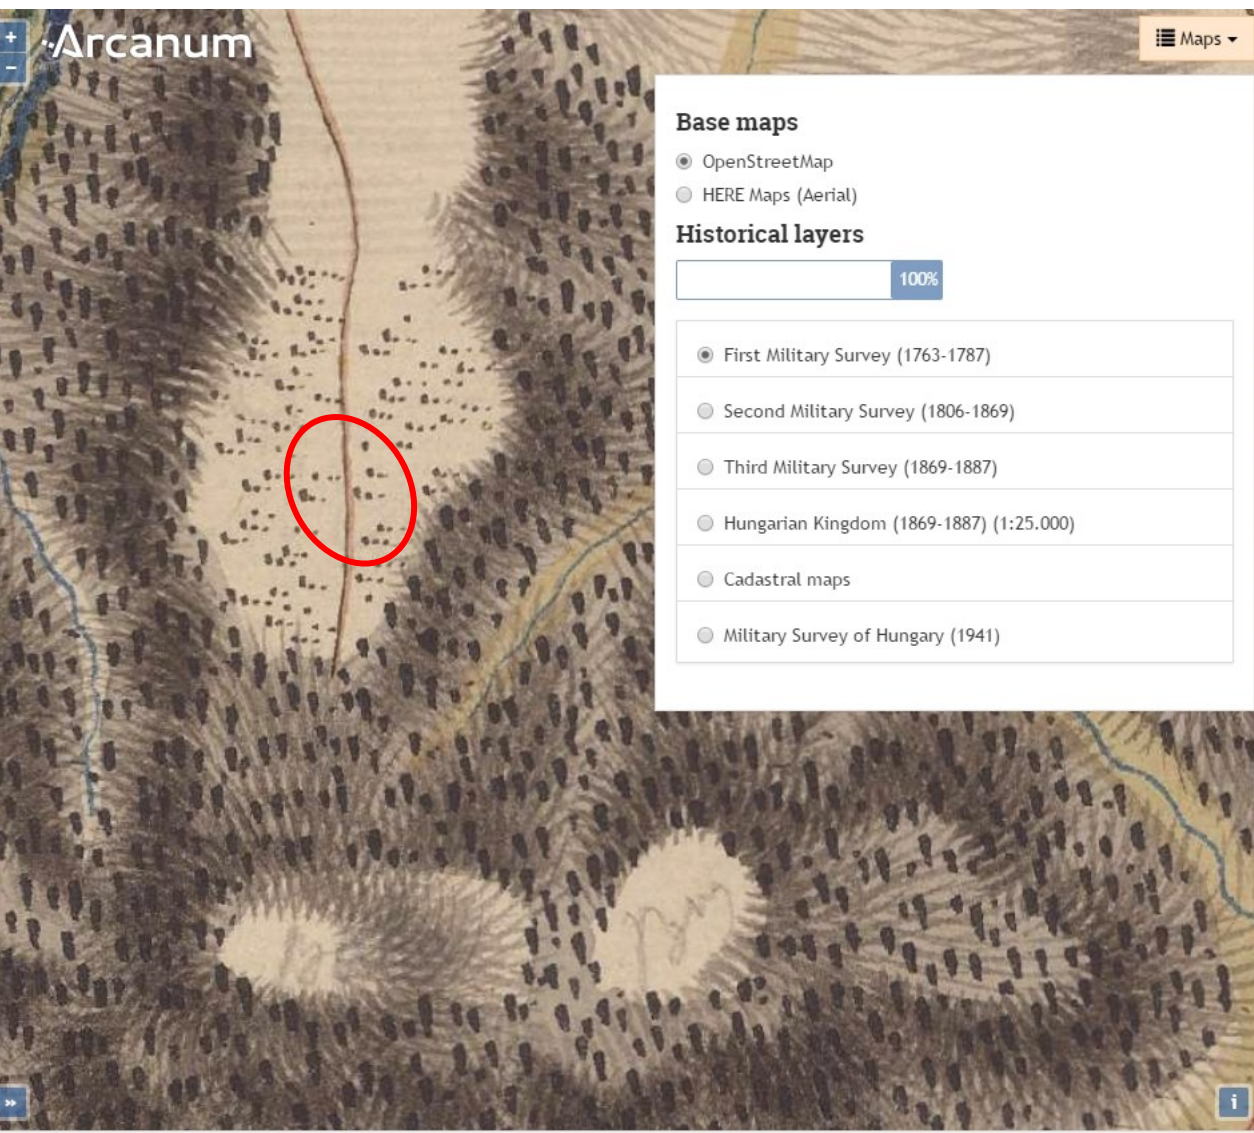 +
Arcanum
Maps
–
Base maps
OpenStreetMap
HERE Maps (Aerial)
Historical layers
100%
First Military Survey (1763-1787)
Second Military Survey (1806-1869)
Third Military Survey (1869-1887)
Hungarian Kingdom (1869-1887) (1:25.000)
Cadastral maps
Military Survey of Hungary (1941)
»
i